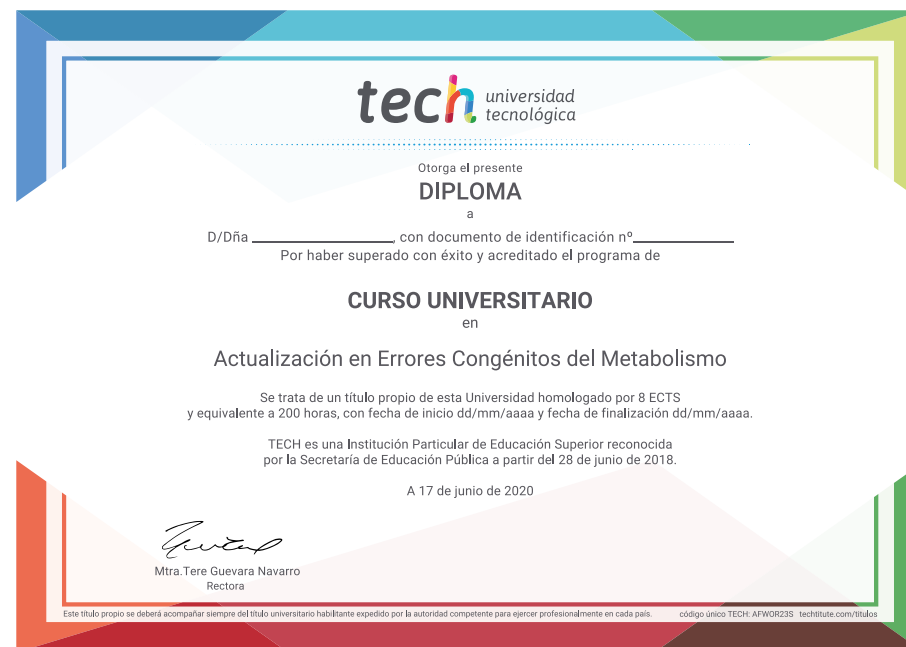 tech universidad
tecnológica
Otorga el presente
DIPLOMA
a
D/Dña ____________________, con documento de identificación nº______________
Por haber superado con éxito y acreditado el programa de
CURSO UNIVERSITARIO
en
Actualización en Errores Congénitos del Metabolismo
Se trata de un título propio de esta Universidad homologado por 8 ECTS
y equivalente a 200 horas, con fecha de inicio dd/mm/aaaa y fecha de finalización dd/mm/aaaa.
TECH es una Institución Particular de Educación Superior reconocida
por la Secretaría de Educación Pública a partir del 28 de junio de 2018.
A 17 de junio de 2020
Mtra.Tere Guevara Navarro
Rectora
Este título propio se deberá acompañar siempre del título universitario habilitante expedido por la autoridad competente para ejercer profesionalmente en cada país. código único TECH: AFWOR23S techtitute.com/titulos